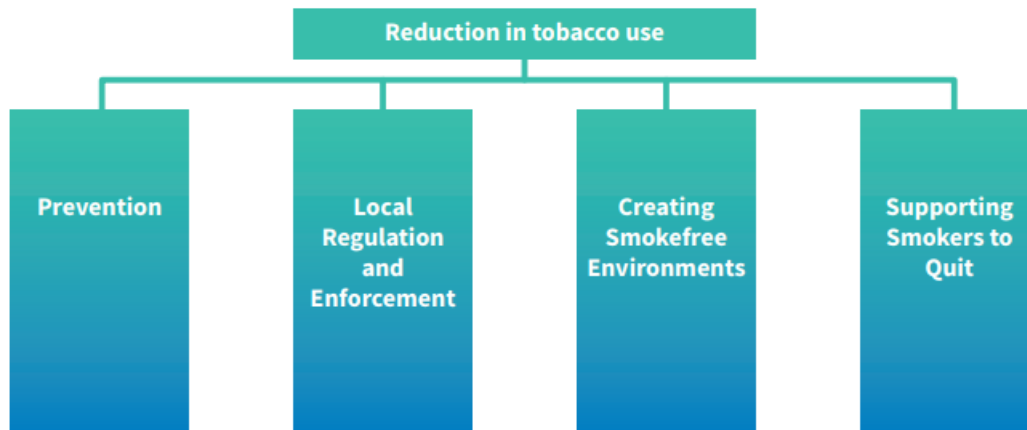 Reduction in tobacco use
Prevention
Local
Regulation
and
Enforcement
Creating
Smokefree
Environments
Supporting
Smokers to
Quit